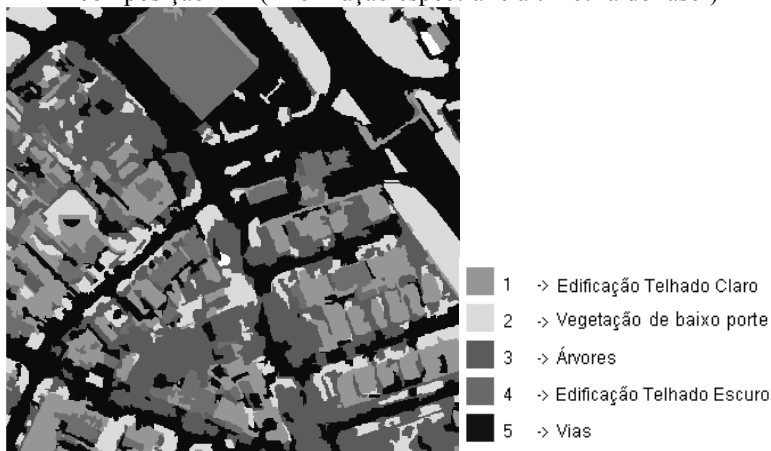 1 -> Edificação Telhado Claro
2 -> Vegetação de baixo porte
3 -> Árvores
4 -> Edificação Telhado Escuro
5 -> Vias